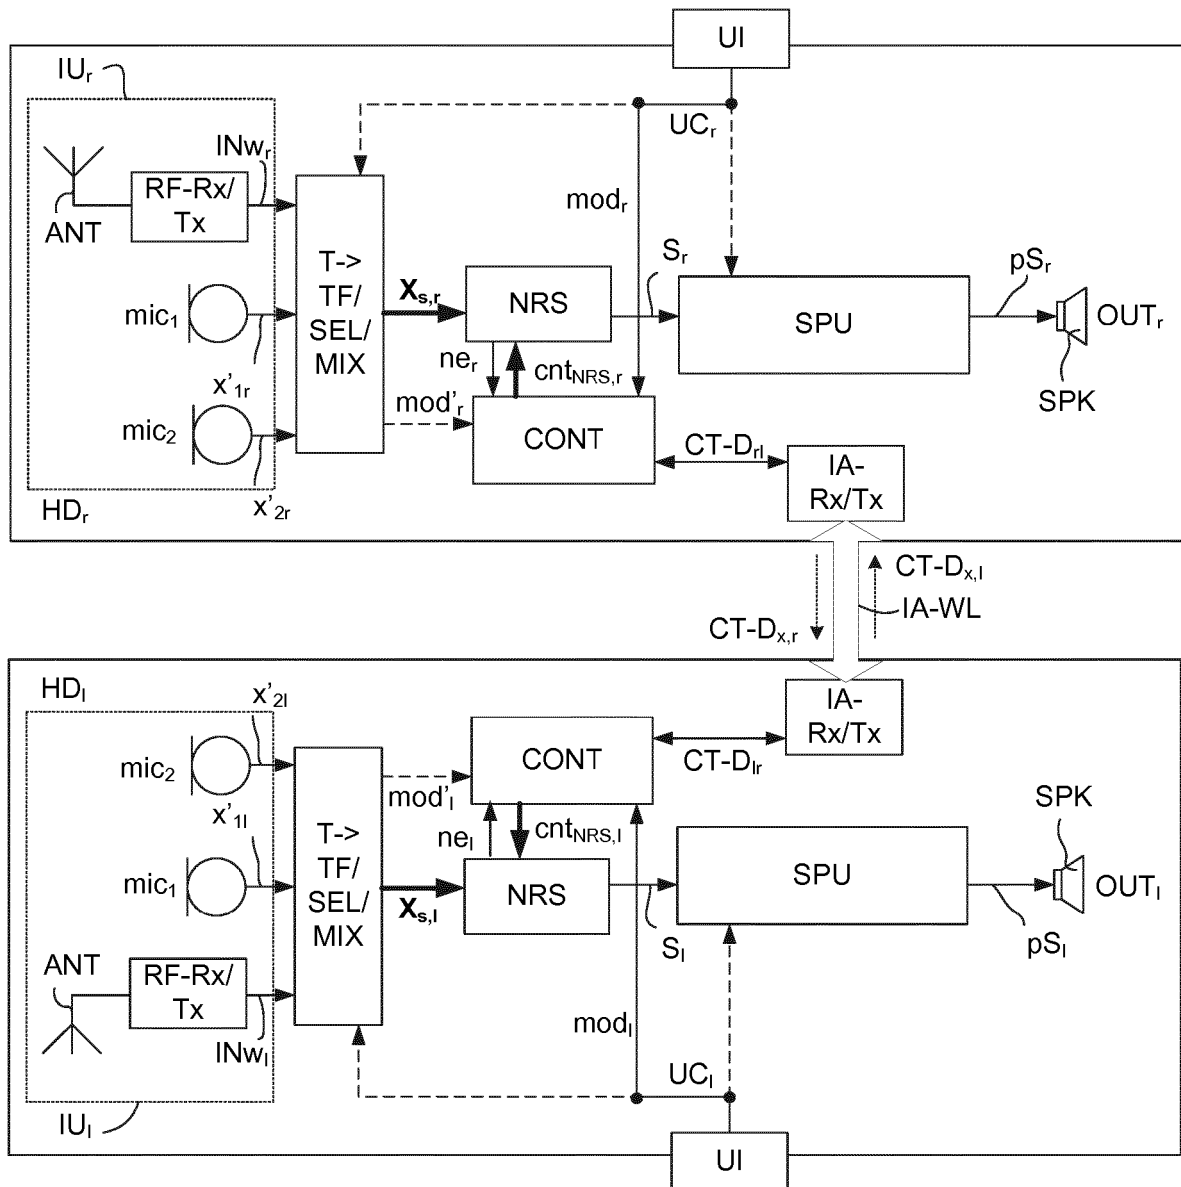 UI
IUᵣ
UCᵣ
INwᵣ
RF-Rx/
Tx
ANT
modᵣ
T->
TF/
SEL/
MIX
Sᵣ
pSᵣ
Xs,r
NRS
SPU
OUTᵣ
mic₁
neᵣ
cntNRS,r
SPK
x'1r
mod'ᵣ
mic₂
CONT
CT-Drl
IA-
Rx/Tx
x'2r
HDᵣ
CT-Dx,l
IA-WL
CT-Dx,r
HDl
x'2l
IA-
Rx/Tx
mic₂
CONT
CT-Dlr
mod'l
SPK
x'1l
T->
TF/
SEL/
MIX
nel
cntNRS,l
mic₁
SPU
OUTl
NRS
Xs,l
Sl
pSl
ANT
RF-Rx/
Tx
modl
INwl
UCl
IUl
UI